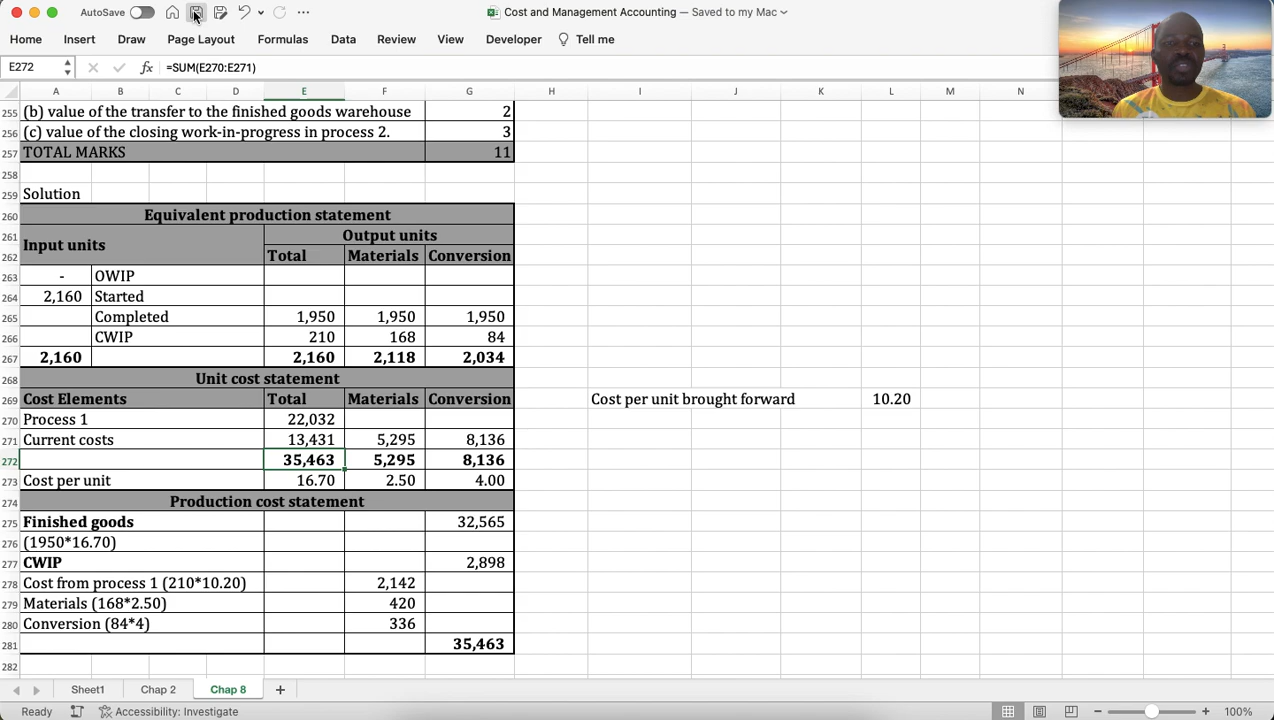 AutoSave
Cost and Management Accounting — Saved to my Mac
Home Insert Draw Page Layout Formulas Data Review View Developer Tell me
E272 fx =SUM(E270:E271)
A B C D E F G H I J K L M N
255 (b) value of the transfer to the finished goods warehouse 2
256 (c) value of the closing work-in-progress in process 2. 3
257 TOTAL MARKS 11
258
259 Solution
260 Equivalent production statement
261 Input units Output units
262 Total Materials Conversion
263 - OWIP
264 2,160 Started
265 Completed 1,950 1,950 1,950
266 CWIP 210 168 84
267 2,160 2,160 2,118 2,034
268 Unit cost statement
269 Cost Elements Total Materials Conversion Cost per unit brought forward 10.20
270 Process 1 22,032
271 Current costs 13,431 5,295 8,136
272 35,463 5,295 8,136
273 Cost per unit 16.70 2.50 4.00
274 Production cost statement
275 Finished goods 32,565
276 (1950*16.70)
277 CWIP 2,898
278 Cost from process 1 (210*10.20) 2,142
279 Materials (168*2.50) 420
280 Conversion (84*4) 336
281 35,463
282
Sheet1 Chap 2 Chap 8 +
Ready Accessibility: Investigate 100%